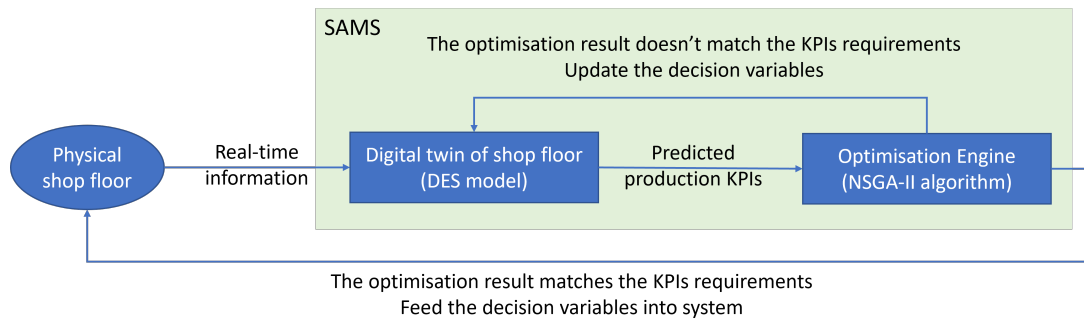 SAMS
The optimisation result doesn’t match the KPIs requirements
Update the decision variables
Physical
shop floor
Real-time
information
Digital twin of shop floor
(DES model)
Predicted
production KPIs
Optimisation Engine
(NSGA-II algorithm)
The optimisation result matches the KPIs requirements
Feed the decision variables into system